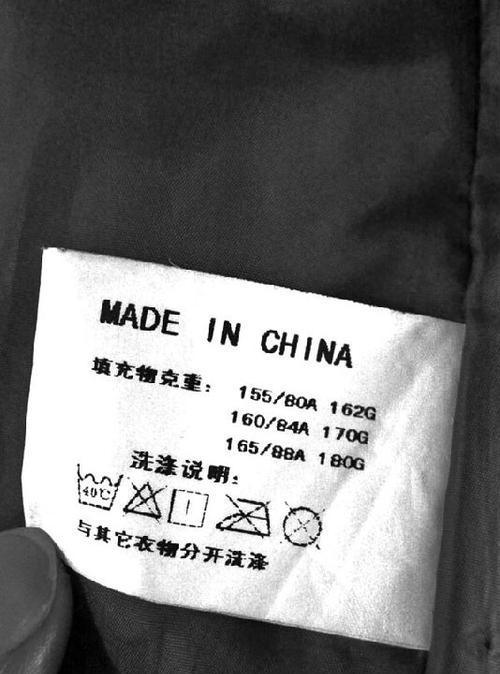 MADE IN CHINA
填充物克重: 155/80A 162G
160/84A 170G
165/88A 180G
洗涤说明:
40℃
与其它衣物分开洗涤